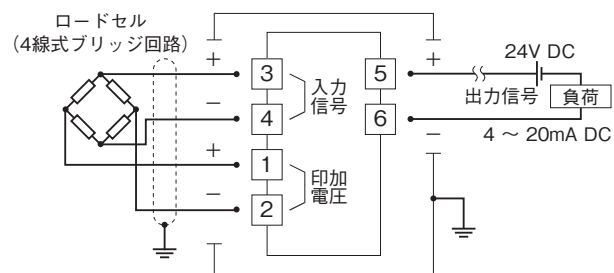 ロードセル
(4線式ブリッジ回路)
+
3
入力
信号
−
4
+
1
印加
電圧
−
2
+
5
24V DC
出力信号
負荷
6
−
4 ～ 20mA DC